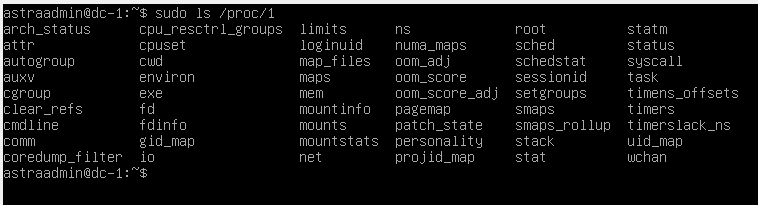 astraadmin@dc-1:~$ sudo ls /proc/1
arch_status cpu_resctrl_groups limits ns root statm
attr cpuset loginuid numa_maps sched status
autogroup cwd map_files oom_adj schedstat syscall
auxv environ maps oom_score sessionid task
cgroup exe mem oom_score_adj setgroups timens_offsets
clear_refs fd mountinfo pagemap smaps timers
cmdline fdinfo mounts patch_state smaps_rollup timerslack_ns
comm gid_map mountstats personality stack uid_map
coredump_filter io net projid_map stat wchan
astraadmin@dc-1:~$